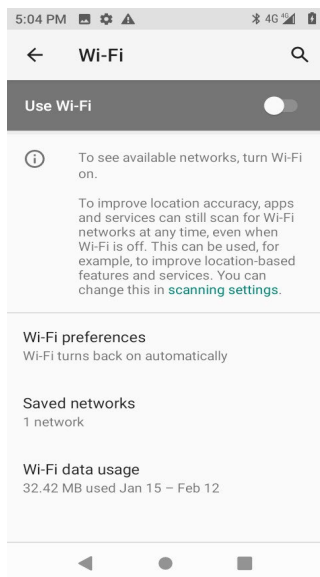 5:04 PM 4G 4G
Wi-Fi
Use Wi-Fi
To see available networks, turn Wi-Fi
on.
To improve location accuracy, apps
and services can still scan for Wi-Fi
networks at any time, even when
Wi-Fi is off. This can be used, for
example, to improve location-based
features and services. You can
change this in scanning settings.
Wi-Fi preferences
Wi-Fi turns back on automatically
Saved networks
1 network
Wi-Fi data usage
32.42 MB used Jan 15 – Feb 12